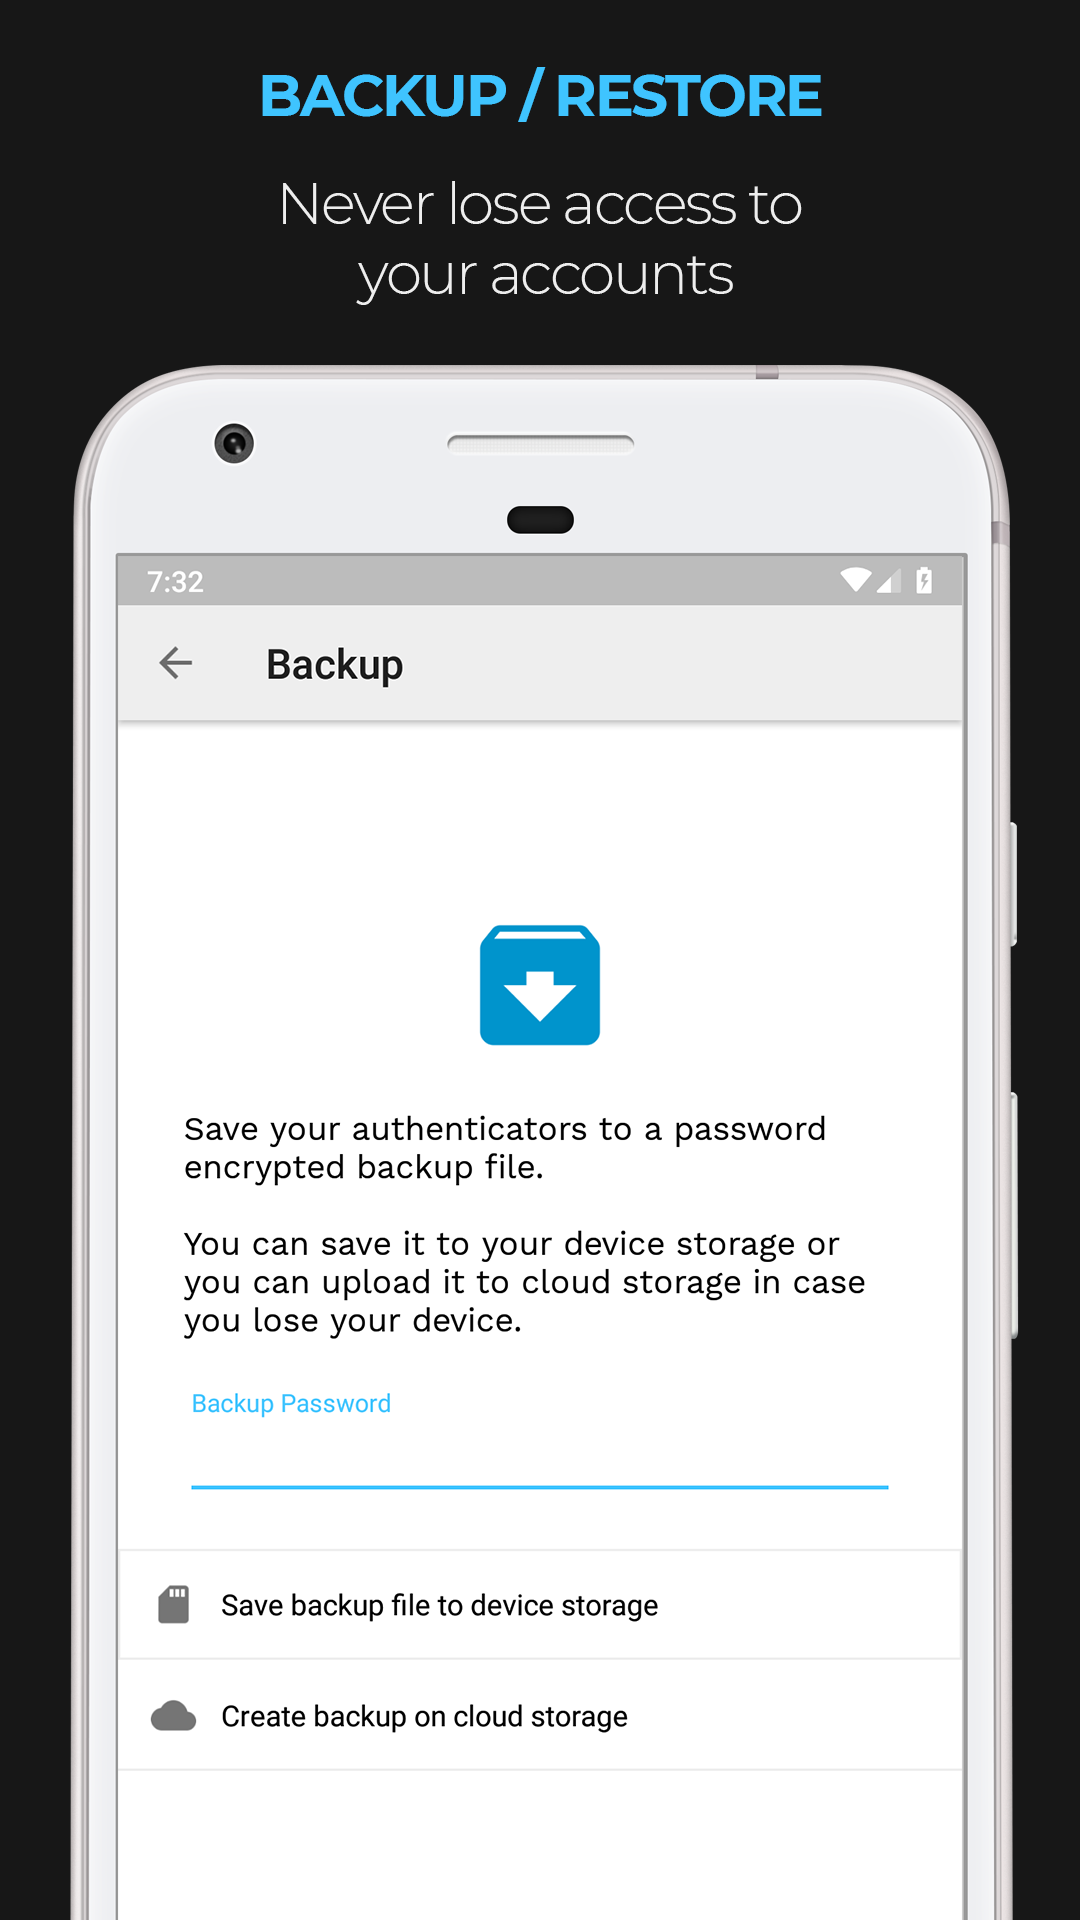 BACKUP / RESTORE
Never lose access to
your accounts
7:32
Backup
Save your authenticators to a password
encrypted backup file.
You can save it to your device storage or
you can upload it to cloud storage in case
you lose your device.
Backup Password
Save backup file to device storage
Create backup on cloud storage